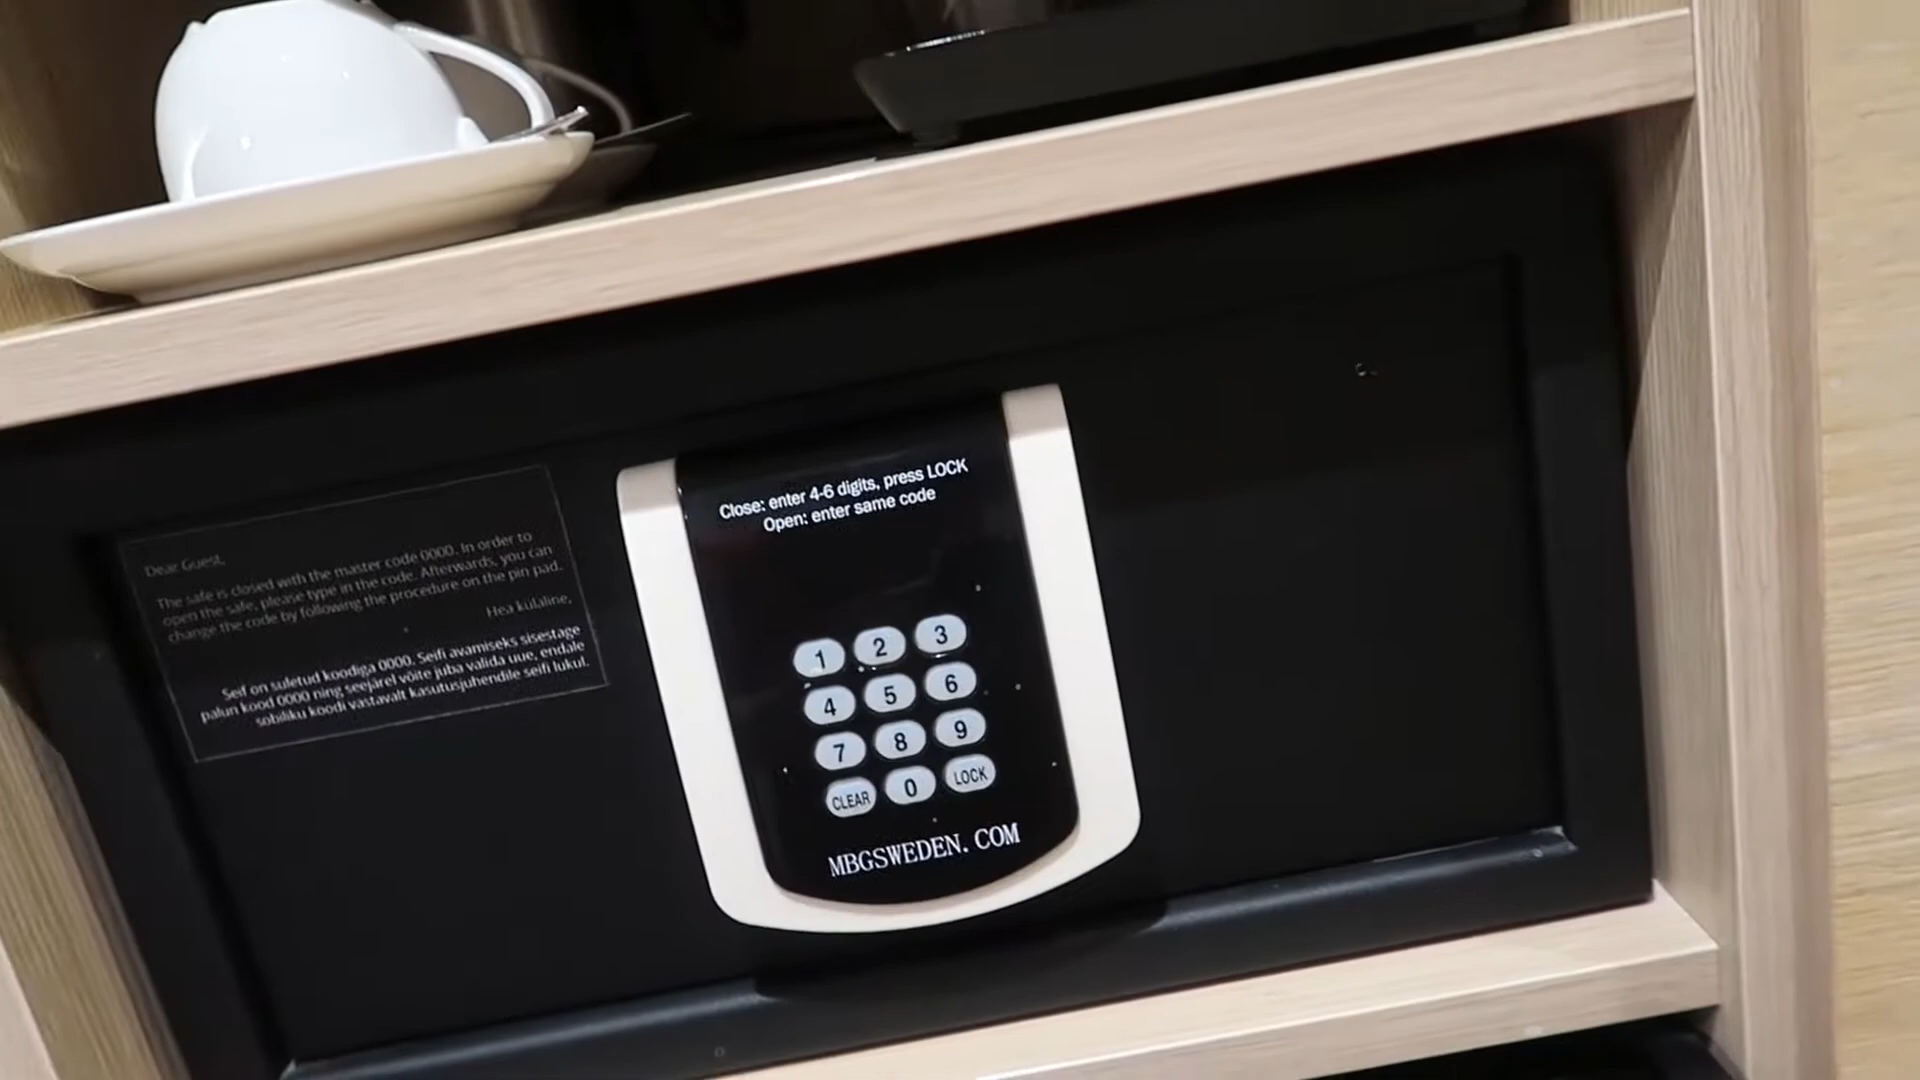 Dear Guest,
The safe is closed with the master code 0000. In order to
open the safe, please type in the code. Afterwards, you can
change the code by following the procedure on the pin pad.
Hea külaline,
Seif on suletud koodiga 0000. Seifi avamiseks sisestage
palun kood 0000 ning seejärel võite juba valida uue, endale
sobiliku koodi vastavalt kasutusjuhendile seifi lukul.
Close: enter 4-6 digits, press LOCK
Open: enter same code
1 2 3
4 5 6
7 8 9
CLEAR 0 LOCK
MBGSWEDEN.COM